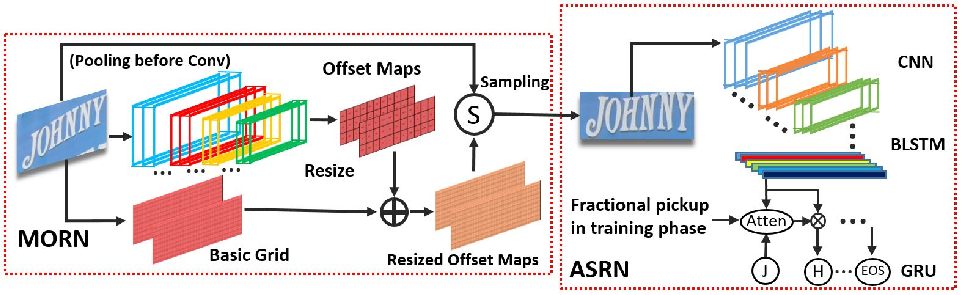 (Pooling before Conv)
Offset Maps
Sampling
JOHNNY
S
Resize
MORN
Basic Grid
Resized Offset Maps
JOHNNY
CNN
BLSTM
Fractional pickup
in training phase
Atten
J
H
EOS
GRU
ASRN